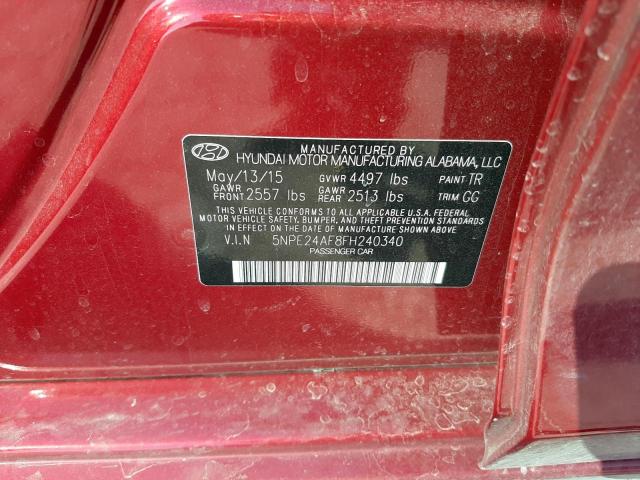 MANUFACTURED BY
HYUNDAI MOTOR MANUFACTURING ALABAMA, LLC
May/13/15 GVWR 4497 lbs PAINT TR
GAWR FRONT 2557 lbs GAWR REAR 2513 lbs TRIM GG
THIS VEHICLE CONFORMS TO ALL APPLICABLE U.S.A. FEDERAL
MOTOR VEHICLE SAFETY, BUMPER, AND THEFT PREVENTION
STANDARDS IN EFFECT ON THE DATE OF MANUFACTURE SHOWN ABOVE
V.I.N 5NPE24AF8FH240340
PASSENGER CAR